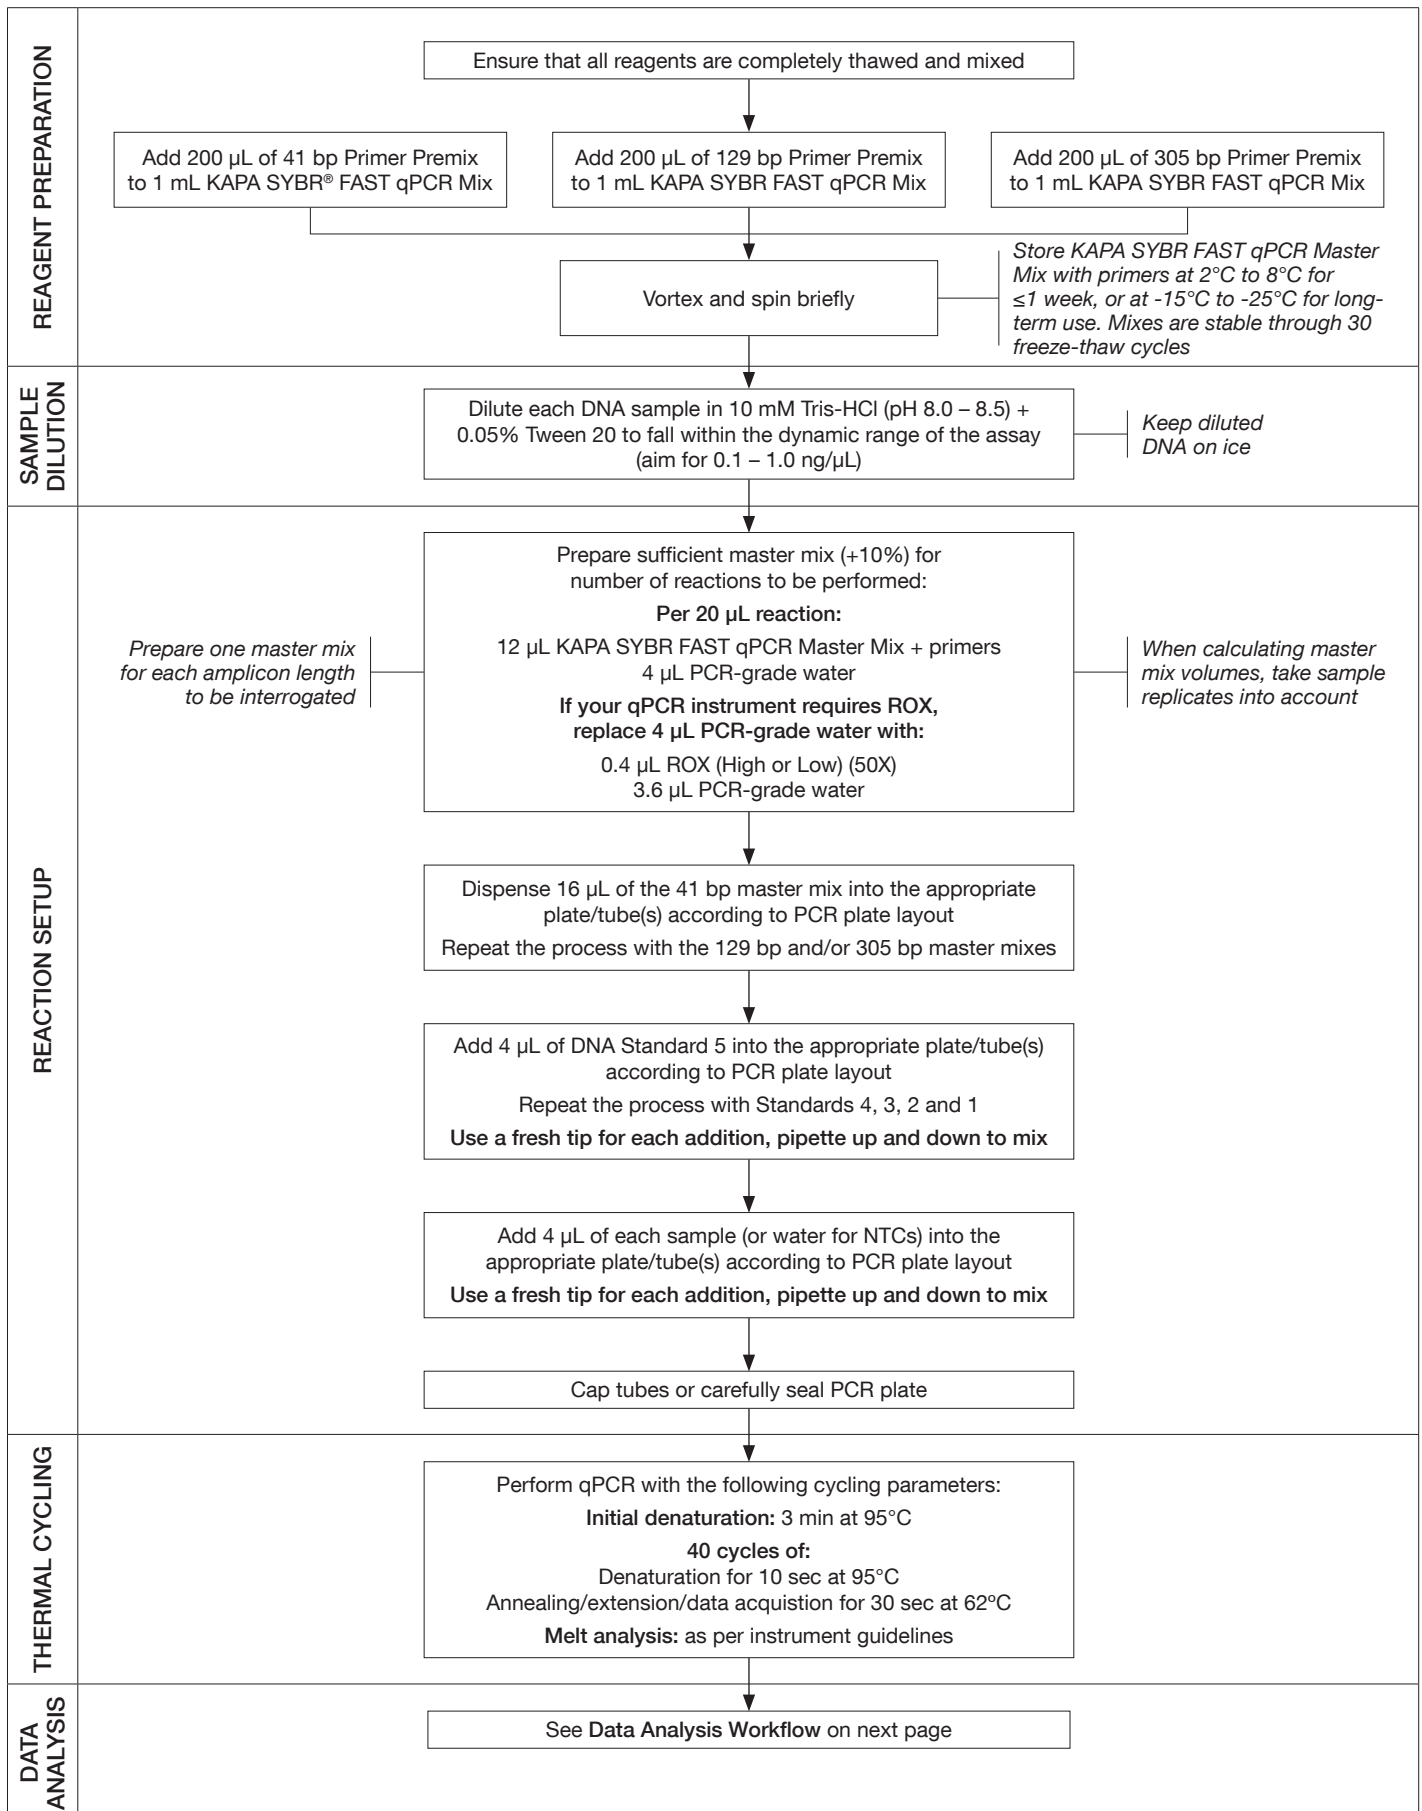 REAGENT PREPARATION
Ensure that all reagents are completely thawed and mixed
Add 200 µL of 41 bp Primer Premix
to 1 mL KAPA SYBR® FAST qPCR Mix
Add 200 µL of 129 bp Primer Premix
to 1 mL KAPA SYBR FAST qPCR Mix
Add 200 µL of 305 bp Primer Premix
to 1 mL KAPA SYBR FAST qPCR Mix
Vortex and spin briefly
Store KAPA SYBR FAST qPCR Master
Mix with primers at 2°C to 8°C for
≤1 week, or at -15°C to -25°C for long-
term use. Mixes are stable through 30
freeze-thaw cycles
SAMPLE
DILUTION
Dilute each DNA sample in 10 mM Tris-HCl (pH 8.0 – 8.5) +
0.05% Tween 20 to fall within the dynamic range of the assay
(aim for 0.1 – 1.0 ng/µL)
Keep diluted
DNA on ice
REACTION SETUP
Prepare sufficient master mix (+10%) for
number of reactions to be performed:
Per 20 µL reaction:
12 µL KAPA SYBR FAST qPCR Master Mix + primers
4 µL PCR-grade water
If your qPCR instrument requires ROX,
replace 4 µL PCR-grade water with:
0.4 µL ROX (High or Low) (50X)
3.6 µL PCR-grade water
Prepare one master mix
for each amplicon length
to be interrogated
When calculating master
mix volumes, take sample
replicates into account
Dispense 16 µL of the 41 bp master mix into the appropriate
plate/tube(s) according to PCR plate layout
Repeat the process with the 129 bp and/or 305 bp master mixes
Add 4 µL of DNA Standard 5 into the appropriate plate/tube(s)
according to PCR plate layout
Repeat the process with Standards 4, 3, 2 and 1
Use a fresh tip for each addition, pipette up and down to mix
Add 4 µL of each sample (or water for NTCs) into the
appropriate plate/tube(s) according to PCR plate layout
Use a fresh tip for each addition, pipette up and down to mix
Cap tubes or carefully seal PCR plate
THERMAL CYCLING
Perform qPCR with the following cycling parameters:
Initial denaturation: 3 min at 95°C
40 cycles of:
Denaturation for 10 sec at 95°C
Annealing/extension/data acquistion for 30 sec at 62ºC
Melt analysis: as per instrument guidelines
DATA
ANALYSIS
See Data Analysis Workflow on next page